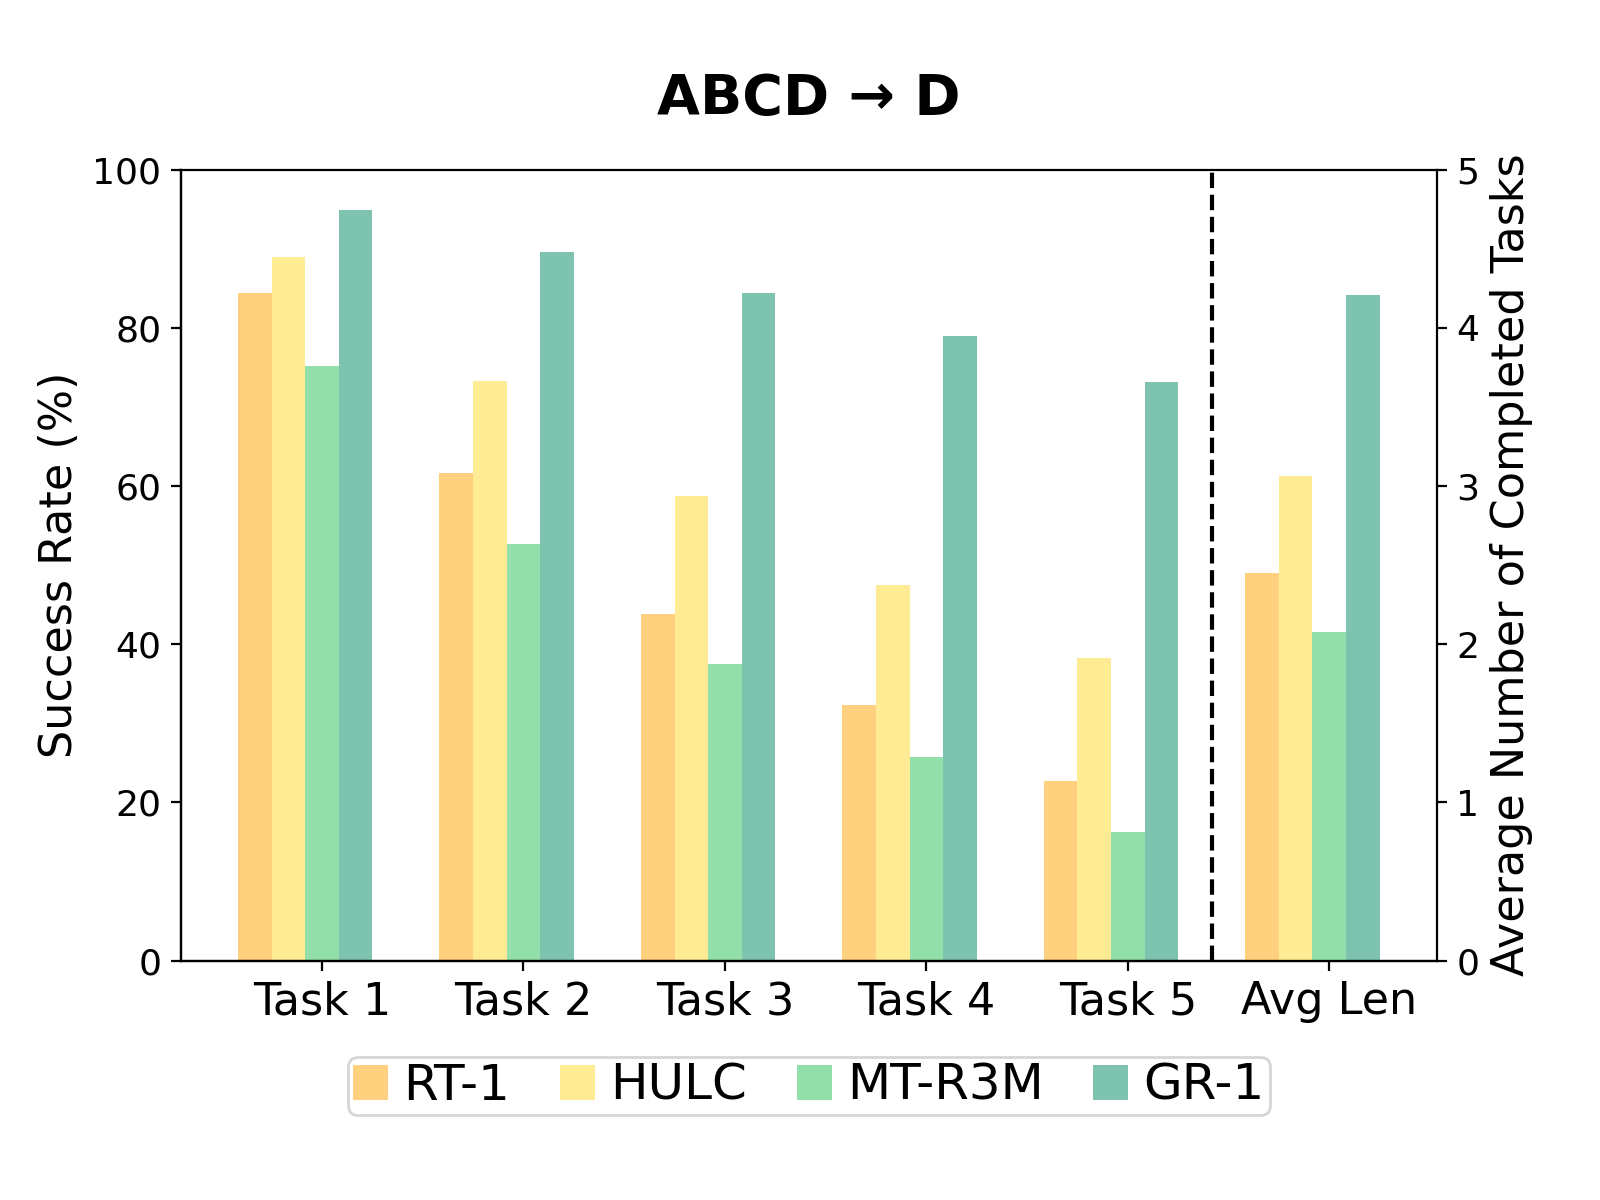 ABCD → D
Success Rate (%)
100
80
60
40
20
0
5
4
3
2
1
0
Average Number of Completed Tasks
Task 1 Task 2 Task 3 Task 4 Task 5 Avg Len
RT-1 HULC MT-R3M GR-1